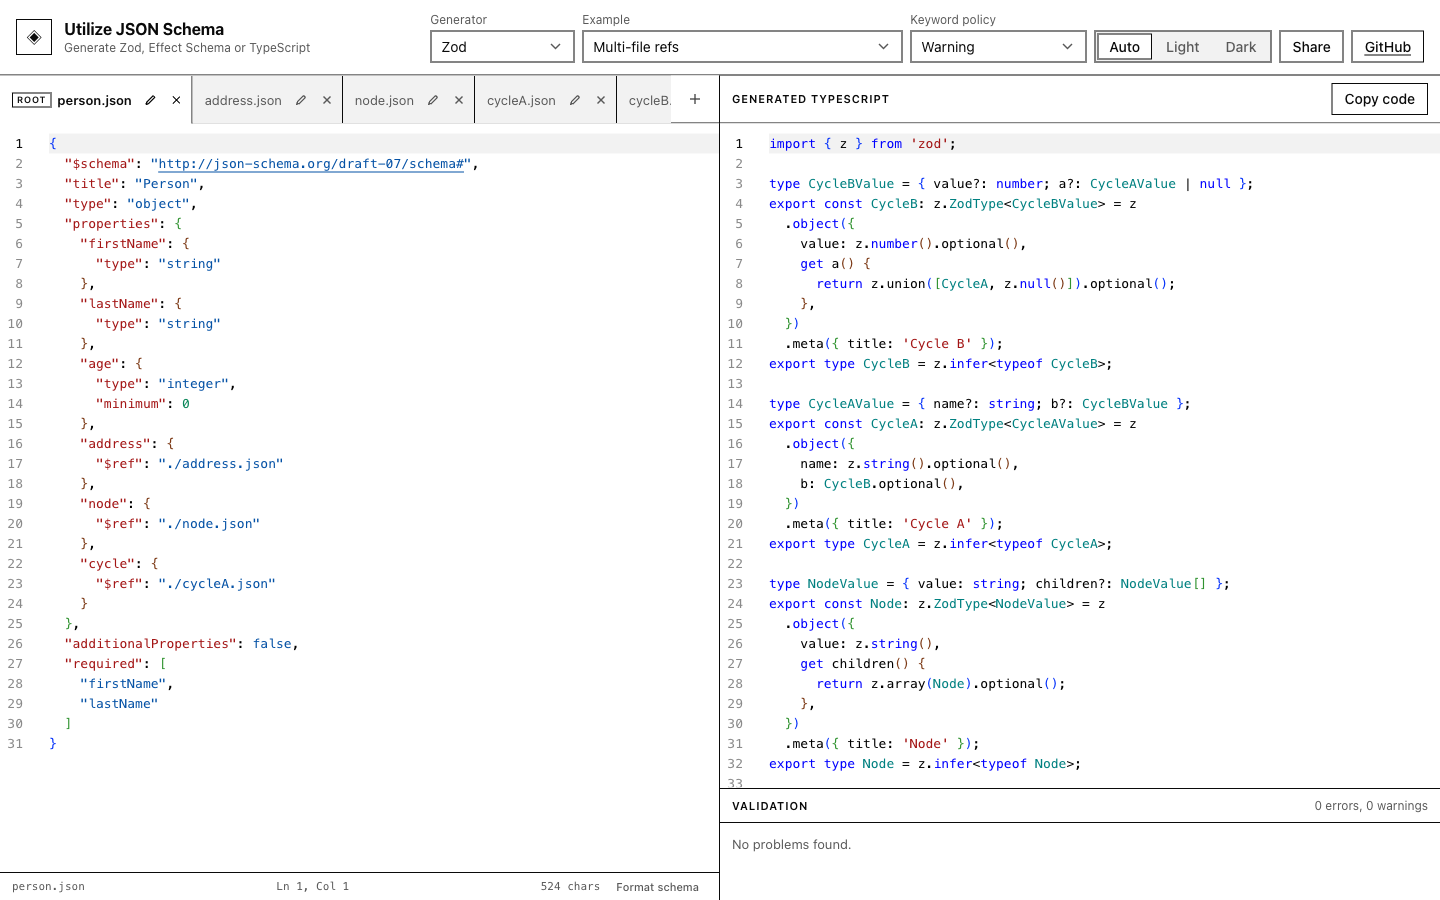 Utilize JSON Schema
Generate Zod, Effect Schema or TypeScript
Generator
Zod
Example
Multi-file refs
Keyword policy
Warning
Auto Light Dark
Share
GitHub
ROOT person.json
address.json
node.json
cycleA.json
cycleB.
GENERATED TYPESCRIPT
Copy code
1 {
2 "$schema": "http://json-schema.org/draft-07/schema#",
3 "title": "Person",
4 "type": "object",
5 "properties": {
6 "firstName": {
7 "type": "string"
8 },
9 "lastName": {
10 "type": "string"
11 },
12 "age": {
13 "type": "integer",
14 "minimum": 0
15 },
16 "address": {
17 "$ref": "./address.json"
18 },
19 "node": {
20 "$ref": "./node.json"
21 },
22 "cycle": {
23 "$ref": "./cycleA.json"
24 }
25 },
26 "additionalProperties": false,
27 "required": [
28 "firstName",
29 "lastName"
30 ]
31 }
person.json
Ln 1, Col 1
524 chars
Format schema
1 import { z } from 'zod';
2
3 type CycleBValue = { value?: number; a?: CycleAValue | null };
4 export const CycleB: z.ZodType<CycleBValue> = z
5 .object({
6 value: z.number().optional(),
7 get a() {
8 return z.union([CycleA, z.null()]).optional();
9 },
10 })
11 .meta({ title: 'Cycle B' });
12 export type CycleB = z.infer<typeof CycleB>;
13
14 type CycleAValue = { name?: string; b?: CycleBValue };
15 export const CycleA: z.ZodType<CycleAValue> = z
16 .object({
17 name: z.string().optional(),
18 b: CycleB.optional(),
19 })
20 .meta({ title: 'Cycle A' });
21 export type CycleA = z.infer<typeof CycleA>;
22
23 type NodeValue = { value: string; children?: NodeValue[] };
24 export const Node: z.ZodType<NodeValue> = z
25 .object({
26 value: z.string(),
27 get children() {
28 return z.array(Node).optional();
29 },
30 })
31 .meta({ title: 'Node' });
32 export type Node = z.infer<typeof Node>;
33
VALIDATION
0 errors, 0 warnings
No problems found.